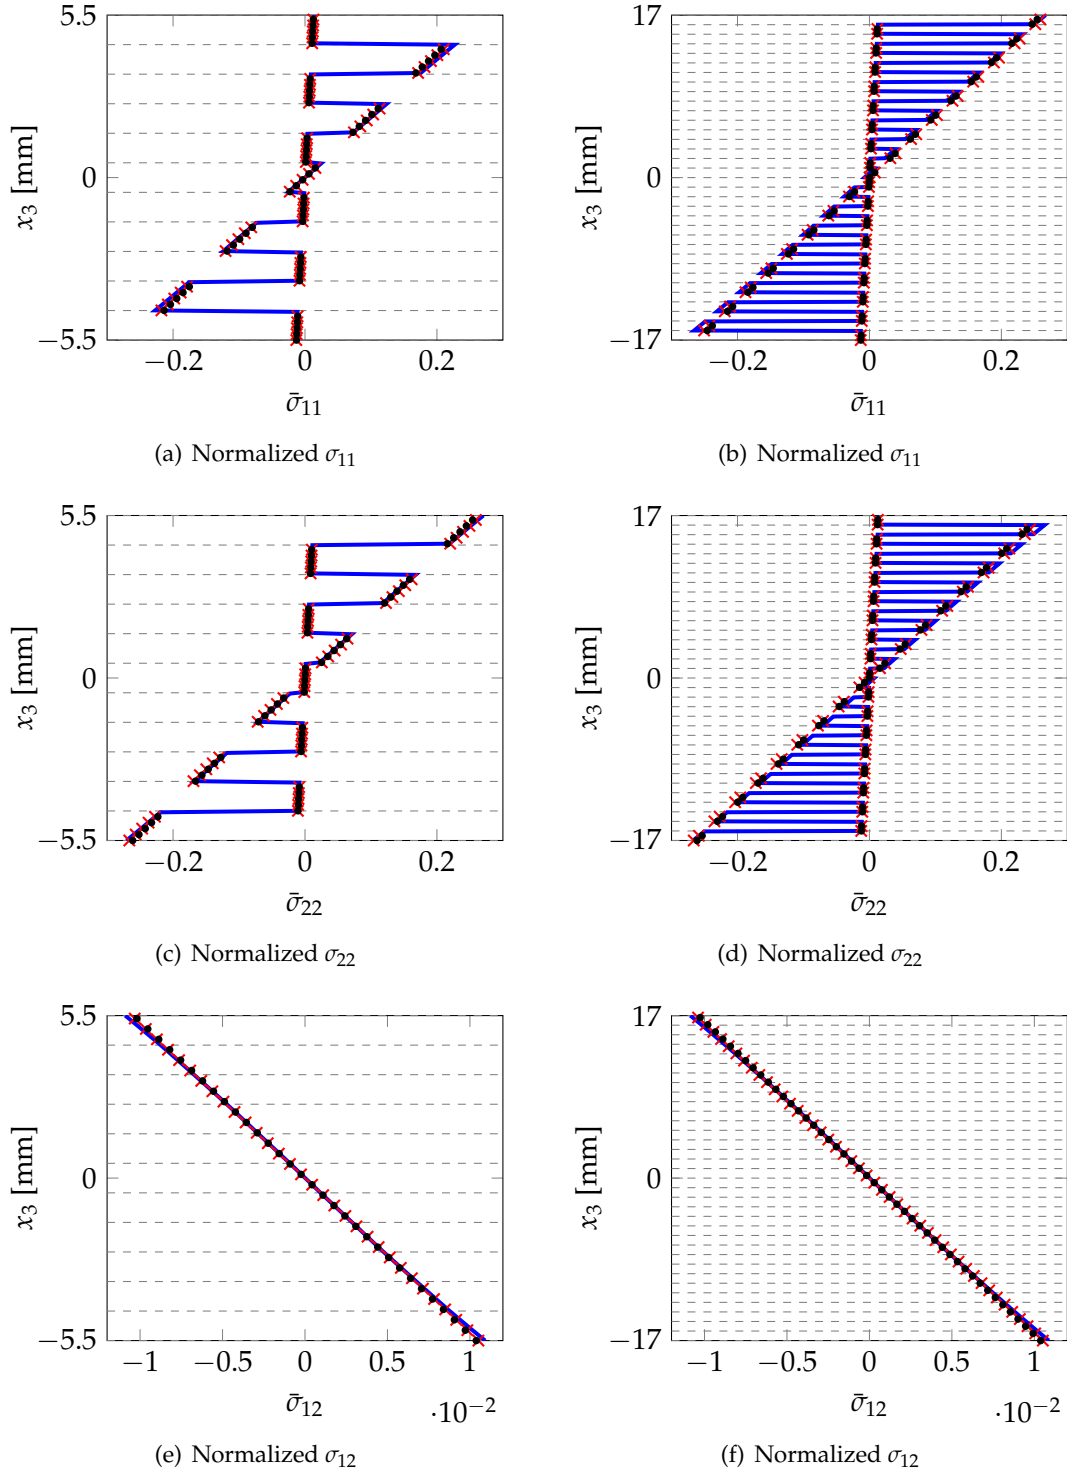 5.5
0
−5.5
x₃ [mm]
−0.2 0 0.2
σ̄₁₁
(a) Normalized σ₁₁
17
0
−17
x₃ [mm]
−0.2 0 0.2
σ̄₁₁
(b) Normalized σ₁₁
5.5
0
−5.5
x₃ [mm]
−0.2 0 0.2
σ̄₂₂
(c) Normalized σ₂₂
17
0
−17
x₃ [mm]
−0.2 0 0.2
σ̄₂₂
(d) Normalized σ₂₂
5.5
0
−5.5
x₃ [mm]
−1 −0.5 0 0.5 1
σ̄₁₂ ·10⁻²
(e) Normalized σ₁₂
17
0
−17
x₃ [mm]
−1 −0.5 0 0.5 1
σ̄₁₂ ·10⁻²
(f) Normalized σ₁₂